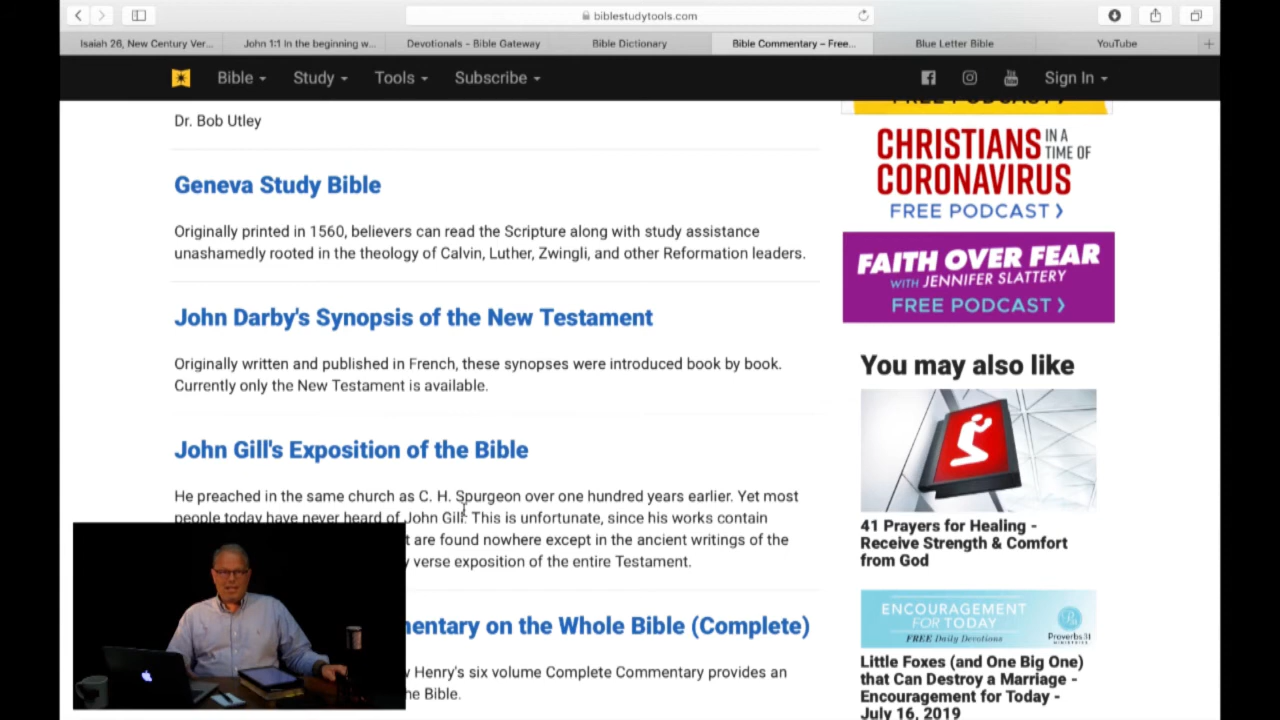 biblestudytools.com
Isaiah 26, New Century Ver...
John 1:1 In the beginning w...
Devotionals – Bible Gateway
Bible Dictionary
Bible Commentary – Free...
Blue Letter Bible
YouTube
Bible
Study
Tools
Subscribe
Sign In
Dr. Bob Utley
Geneva Study Bible
Originally printed in 1560, believers can read the Scripture along with study assistance
unashamedly rooted in the theology of Calvin, Luther, Zwingli, and other Reformation leaders.
John Darby's Synopsis of the New Testament
Originally written and published in French, these synopses were introduced book by book.
Currently only the New Testament is available.
John Gill's Exposition of the Bible
He preached in the same church as C. H. Spurgeon over one hundred years earlier. Yet most
people today have never heard of John Gill. This is unfortunate, since his works contain
are found nowhere except in the ancient writings of the
verse exposition of the entire Testament.
mentary on the Whole Bible (Complete)
Henry's six volume Complete Commentary provides an
he Bible.
FREE PODCAST >
CHRISTIANS IN A TIME OF
CORONAVIRUS
FREE PODCAST >
FAITH OVER FEAR
WITH JENNIFER SLATTERY
FREE PODCAST >
You may also like
41 Prayers for Healing -
Receive Strength & Comfort
from God
ENCOURAGEMENT
FOR TODAY
FREE Daily Devotions
Proverbs 31
MINISTRIES
Little Foxes (and One Big One)
that Can Destroy a Marriage -
Encouragement for Today -
July 16, 2019